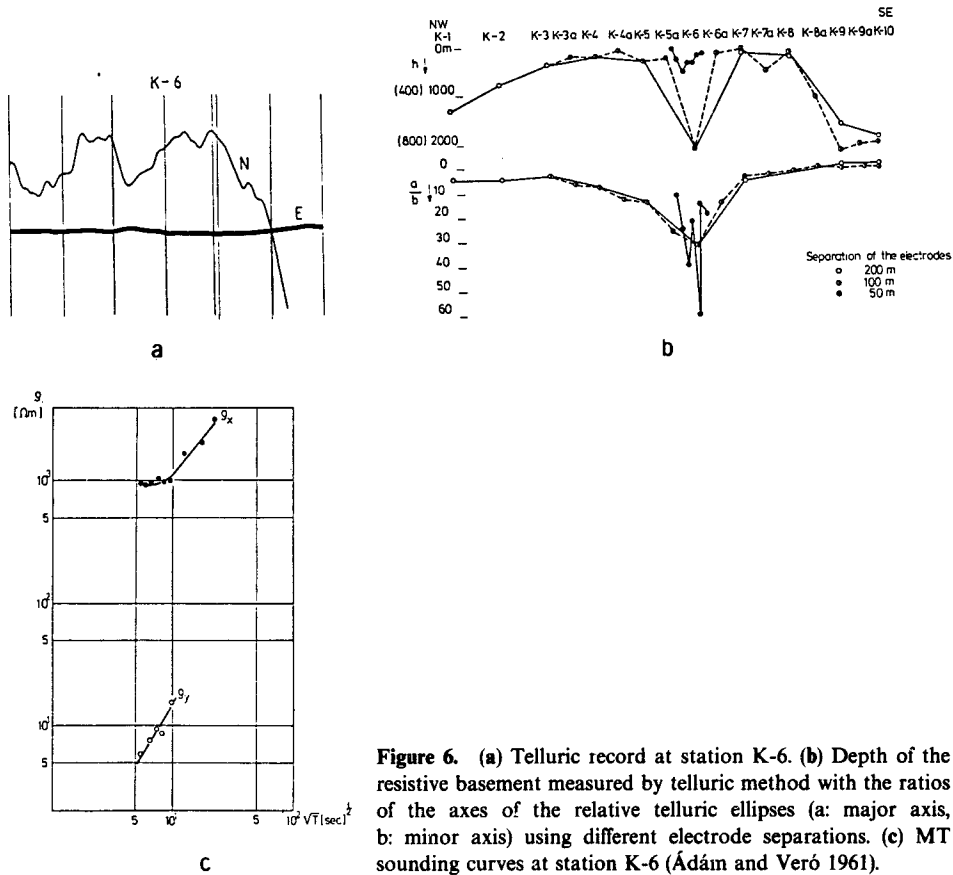 K-6
N
E
a
NW
SE
K-1 K-2 K-3 K-3a K-4 K-4a K-5 K-5a K-6 K-6a K-7 K-7a K-8 K-8a K-9 K-9a K-10
0m
h
(400) 1000
(800) 2000
0
a
b
10
20
30
40
50
60
Separation of the electrodes
200 m
100 m
50 m
b
[Ωm]
ϱx
10³
5
10²
5
ϱy
10¹
5
5 10¹ 5 10² √T [sec]½
c
Figure 6. (a) Telluric record at station K-6. (b) Depth of the
resistive basement measured by telluric method with the ratios
of the axes of the relative telluric ellipses (a: major axis,
b: minor axis) using different electrode separations. (c) MT
sounding curves at station K-6 (Ádám and Veró 1961).